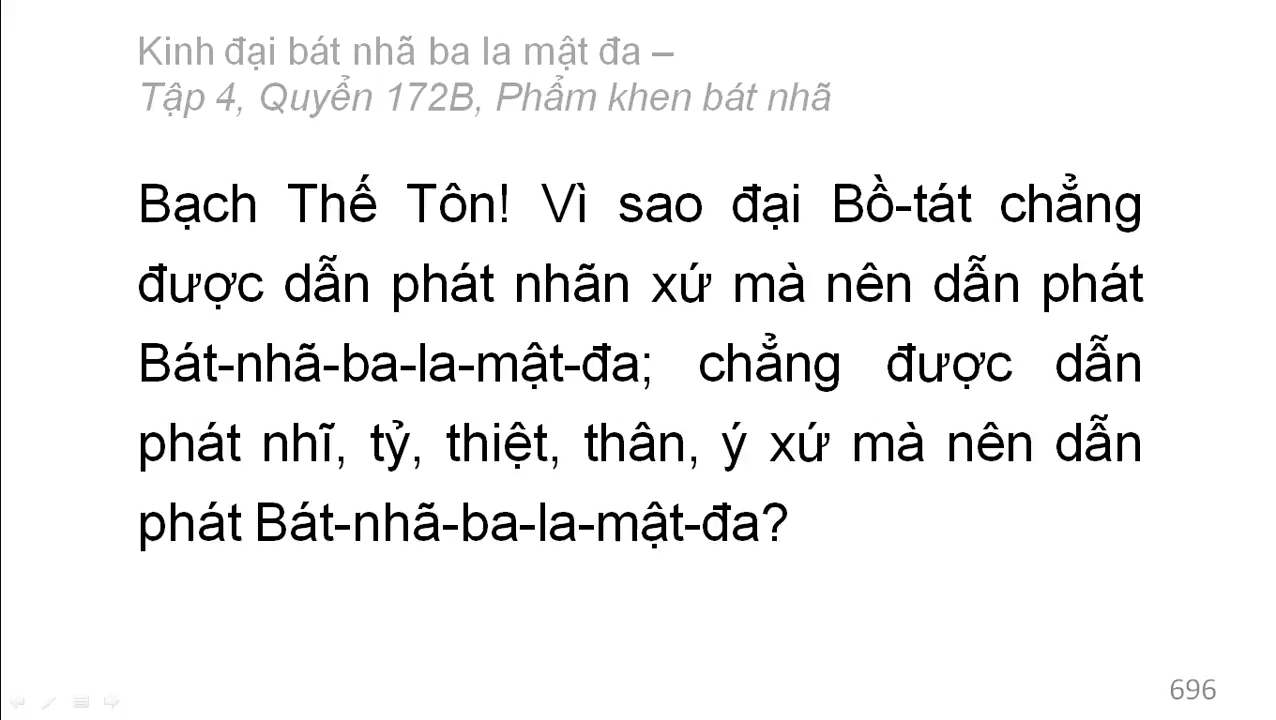 Kinh đại bát nhã ba la mật đa –
Tập 4, Quyển 172B, Phẩm khen bát nhã
Bạch Thế Tôn! Vì sao đại Bồ-tát chẳng
được dẫn phát nhãn xứ mà nên dẫn phát
Bát-nhã-ba-la-mật-đa; chẳng được dẫn
phát nhĩ, tỷ, thiệt, thân, ý xứ mà nên dẫn
phát Bát-nhã-ba-la-mật-đa?
696